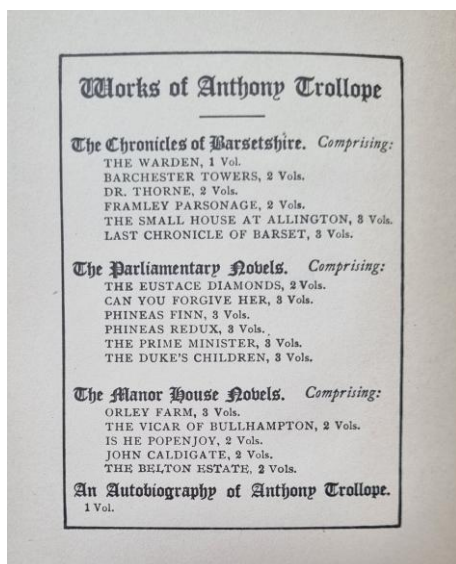 Works of Anthony Trollope
The Chronicles of Barsetshire. Comprising:
THE WARDEN, 1 Vol.
BARCHESTER TOWERS, 2 Vols.
DR. THORNE, 2 Vols.
FRAMLEY PARSONAGE, 2 Vols.
THE SMALL HOUSE AT ALLINGTON, 3 Vols.
LAST CHRONICLE OF BARSET, 3 Vols.
The Parliamentary Novels. Comprising:
THE EUSTACE DIAMONDS, 2 Vols.
CAN YOU FORGIVE HER, 3 Vols.
PHINEAS FINN, 3 Vols.
PHINEAS REDUX, 3 Vols.
THE PRIME MINISTER, 3 Vols.
THE DUKE'S CHILDREN, 3 Vols.
The Manor House Novels. Comprising:
ORLEY FARM, 3 Vols.
THE VICAR OF BULLHAMPTON, 2 Vols.
IS HE POPENJOY, 2 Vols.
JOHN CALDIGATE, 2 Vols.
THE BELTON ESTATE, 2 Vols.
An Autobiography of Anthony Trollope.
1 Vol.